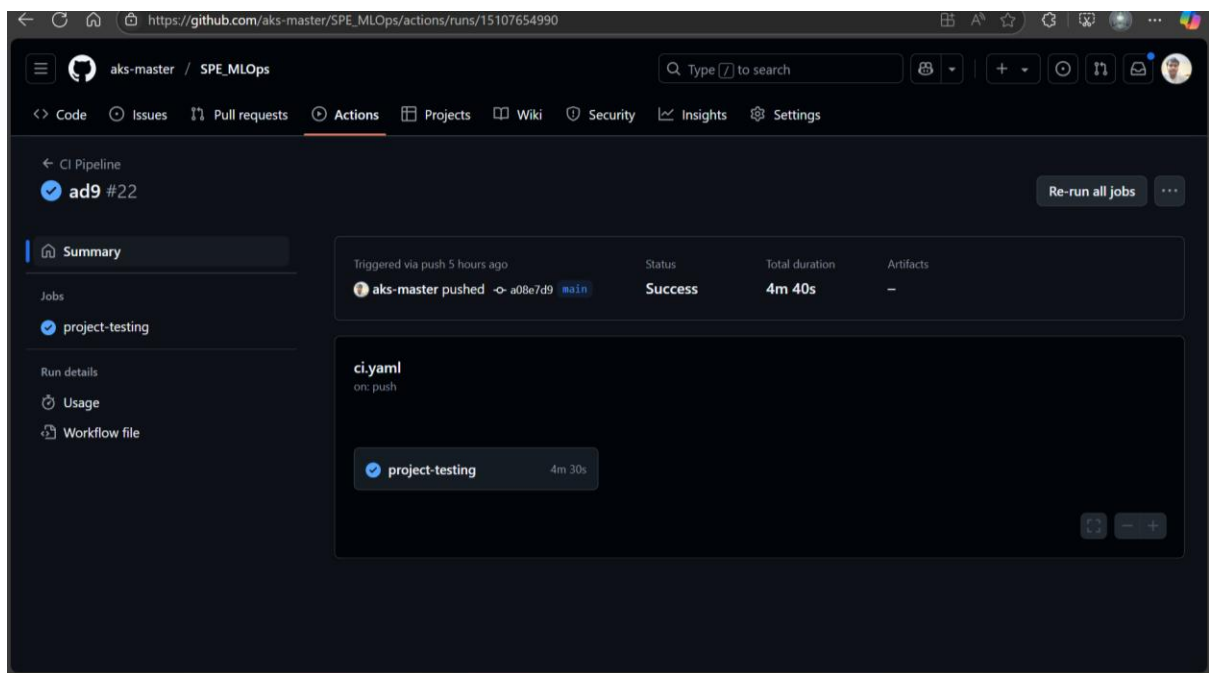 https://github.com/aks-master/SPE_MLOps/actions/runs/15107654990
aks-master / SPE_MLOps
Type / to search
Code Issues Pull requests Actions Projects Wiki Security Insights Settings
← CI Pipeline
ad9 #22
Re-run all jobs
Summary
Jobs
project-testing
Run details
Usage
Workflow file
Triggered via push 5 hours ago
aks-master pushed a08e7d9 main
Status
Success
Total duration
4m 40s
Artifacts
–
ci.yaml
on: push
project-testing 4m 30s